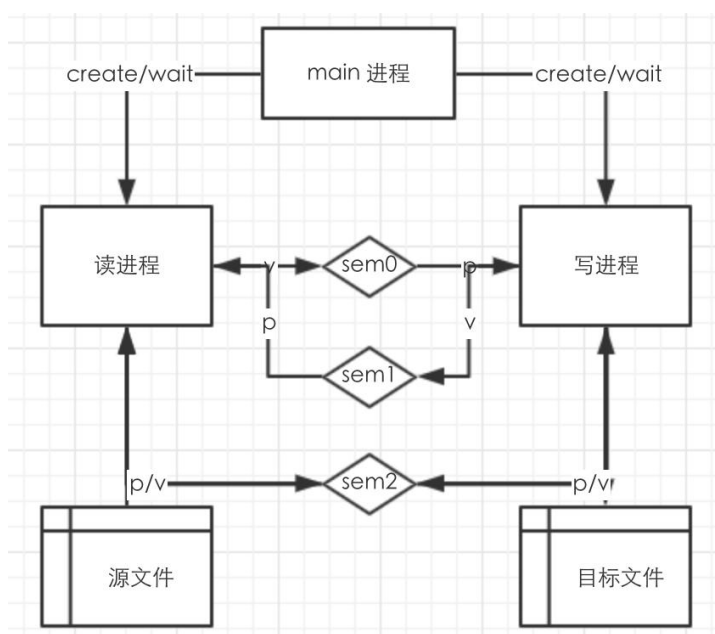 main 进程
create/wait
create/wait
读进程
v
sem0
p
写进程
p
v
sem1
p/v
sem2
p/v
源文件
目标文件